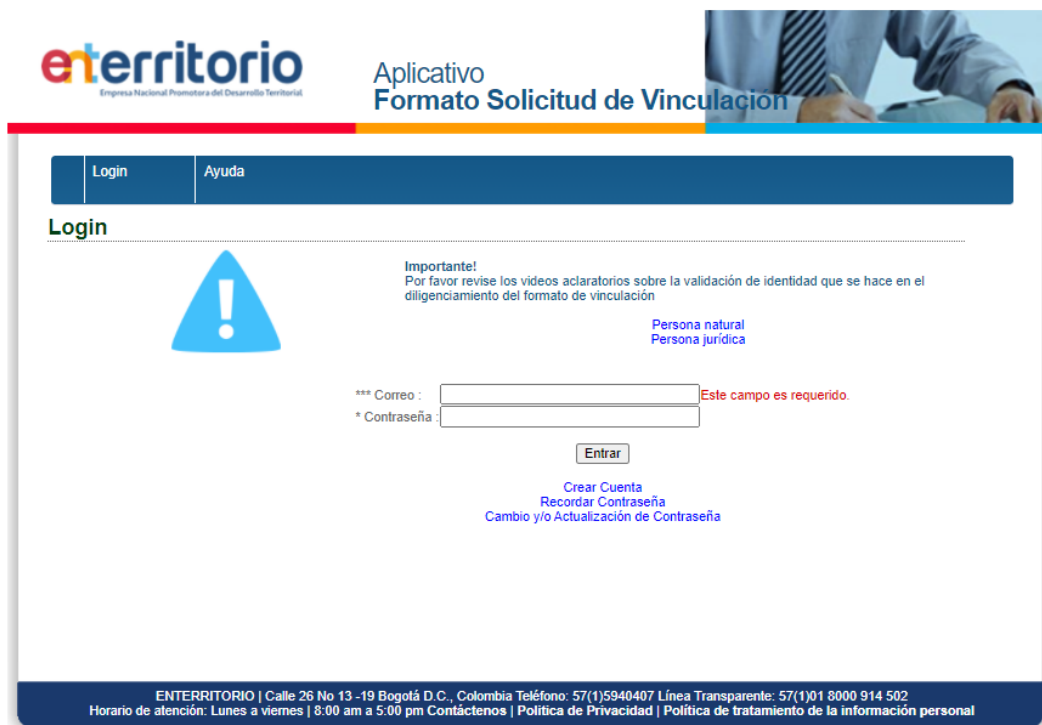 enterritorio
Empresa Nacional Promotora del Desarrollo Territorial
Aplicativo
Formato Solicitud de Vinculación
Login
Ayuda
Login
!
Importante!
Por favor revise los videos aclaratorios sobre la validación de identidad que se hace en el
diligenciamiento del formato de vinculación
Persona natural
Persona jurídica
*** Correo :
Este campo es requerido.
* Contraseña :
Entrar
Crear Cuenta
Recordar Contraseña
Cambio y/o Actualización de Contraseña
ENTERRITORIO | Calle 26 No 13 -19 Bogotá D.C., Colombia Teléfono: 57(1)5940407 Línea Transparente: 57(1)01 8000 914 502
Horario de atención: Lunes a viernes | 8:00 am a 5:00 pm Contáctenos | Politica de Privacidad | Política de tratamiento de la información personal